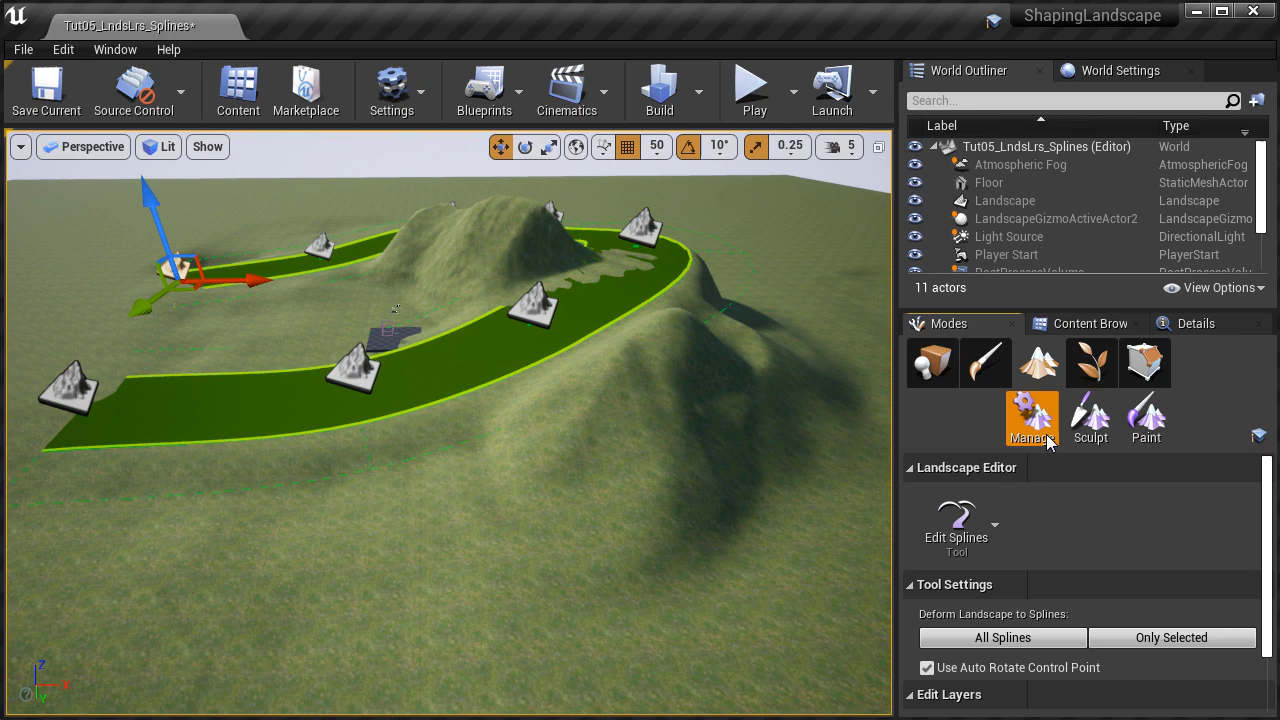 Tut05_LndsLrs_Splines*
ShapingLandscape
File Edit Window Help
Save Current Source Control Content Marketplace Settings Blueprints Cinematics Build Play Launch
Perspective Lit Show 50 10° 0.25 5
World Outliner World Settings
Search...
Label Type
Tut05_LndsLrs_Splines (Editor) World
Atmospheric Fog AtmosphericFog
Floor StaticMeshActor
Landscape Landscape
LandscapeGizmoActiveActor2 LandscapeGizmo
Light Source DirectionalLight
Player Start PlayerStart
PostProcessVolume PostProcessVolu
11 actors View Options
Modes Content Brow Details
Manage Sculpt Paint
Landscape Editor
Edit Splines
Tool
Tool Settings
Deform Landscape to Splines:
All Splines Only Selected
Use Auto Rotate Control Point
Edit Layers
Z
X
Y